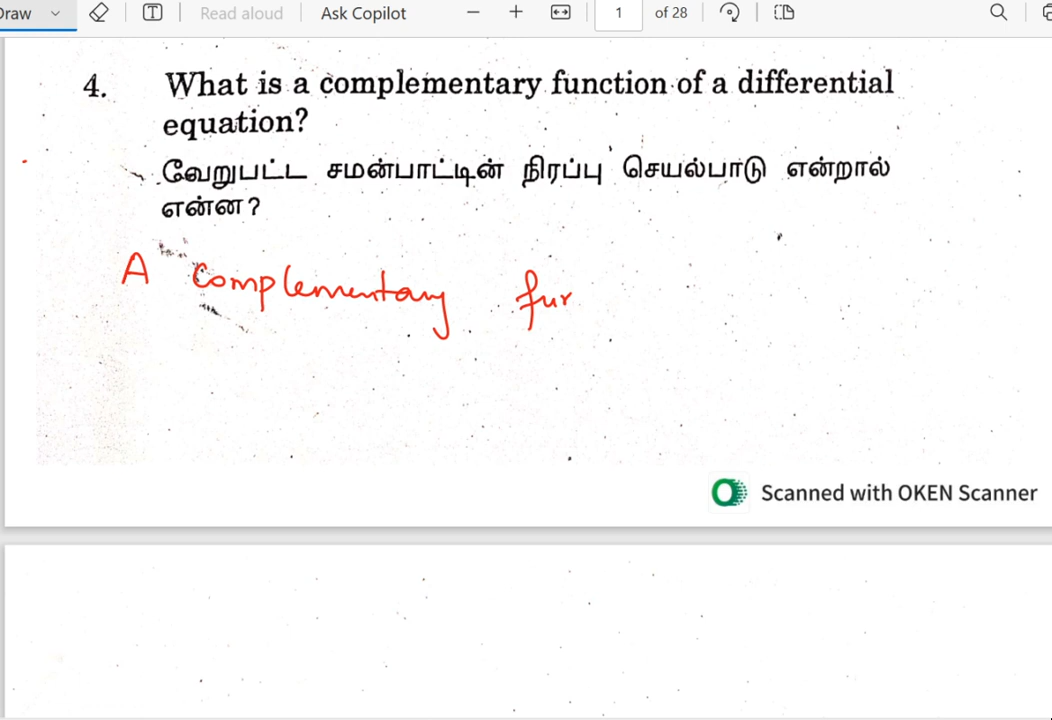 Draw
Read aloud
Ask Copilot
1
of 28
4. What is a complementary function of a differential
equation?
வேறுபட்ட சமன்பாட்டின் நிரப்பு செயல்பாடு என்றால்
என்ன?
A complementary fun
Scanned with OKEN Scanner